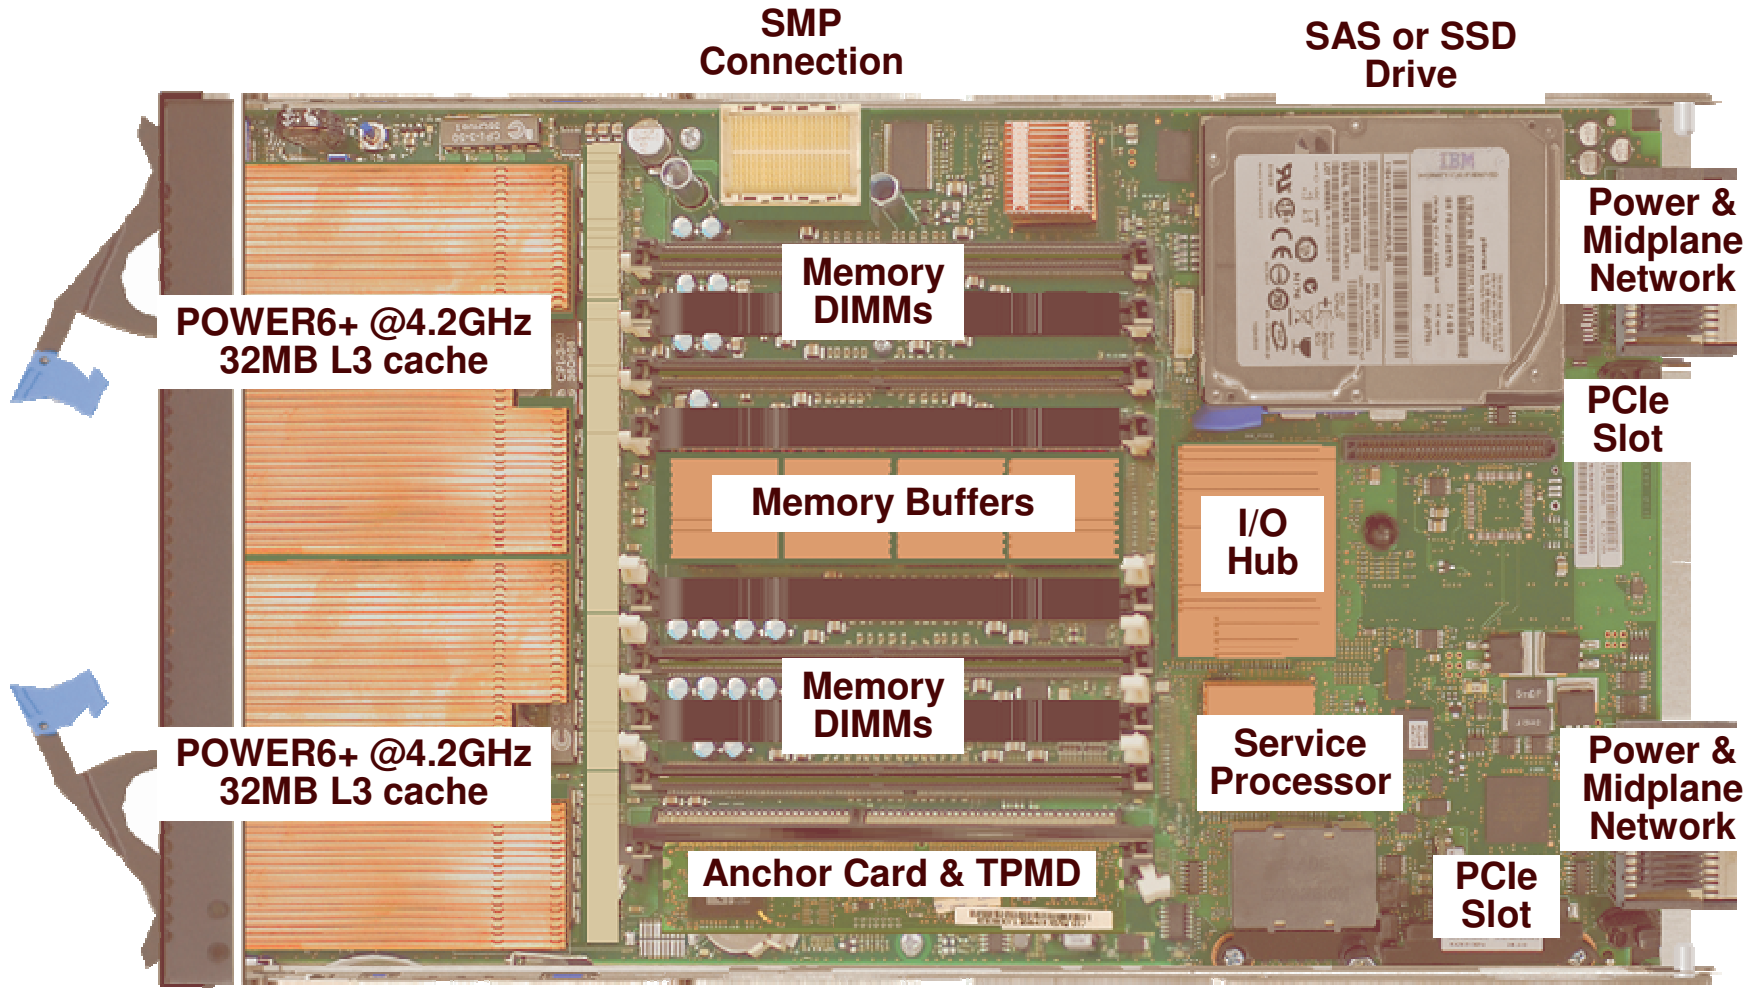 SMP
Connection
SAS or SSD
Drive
Power &
Midplane
Network
Memory
DIMMs
POWER6+ @4.2GHz
32MB L3 cache
IBM
PCIe
Slot
Memory Buffers
I/O
Hub
Memory
DIMMs
POWER6+ @4.2GHz
32MB L3 cache
Service
Processor
Power &
Midplane
Network
Anchor Card & TPMD
PCIe
Slot